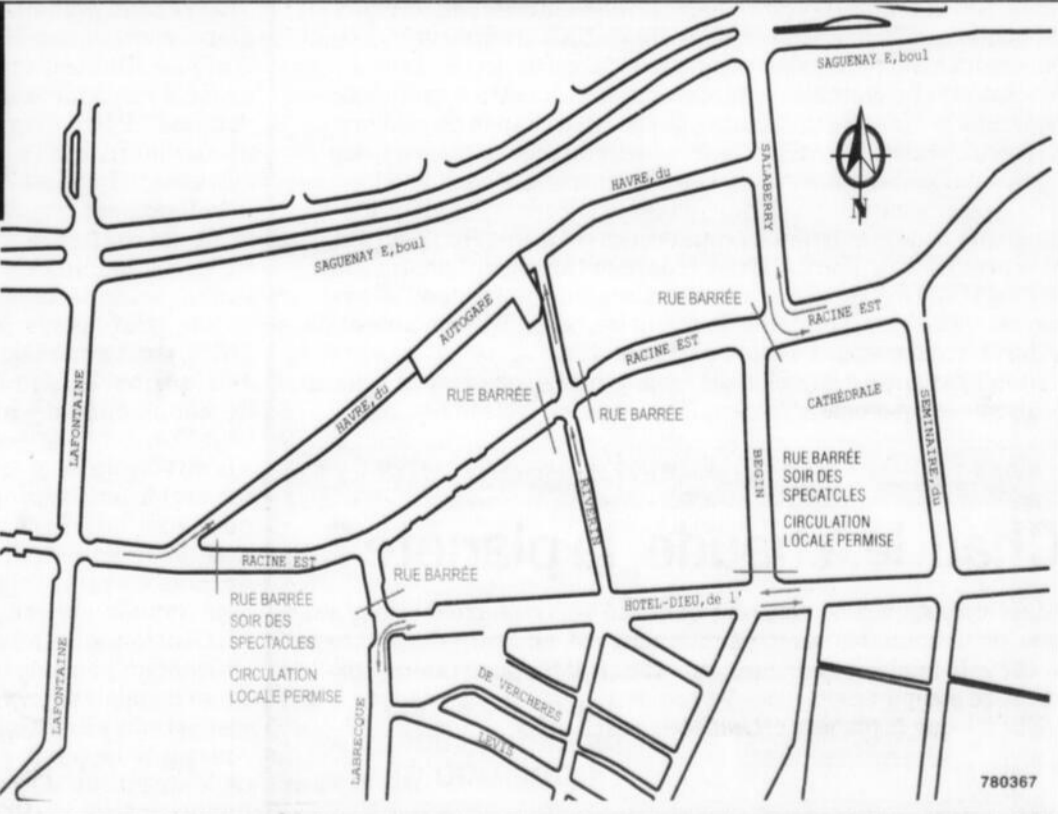 SAGUENAY E,boul
SALABERRY
HAVRE,du
N
SAGUENAY E,boul
RUE BARRÉE
AUTOGARE
RACINE EST
RACINE EST
LAFONTAINE
HAVRE,du
RUE BARRÉE
RUE BARRÉE
CATHÉDRALE
SEMINAIRE,du
BEGIN
RUE BARRÉE
SOIR DES
SPECATCLES
CIRCULATION
LOCALE PERMISE
RIVERIN
RACINE EST
RUE BARRÉE
RUE BARRÉE
SOIR DES
SPECTACLES
CIRCULATION
LOCALE PERMISE
HOTEL-DIEU,de l'
LAFONTAINE
LABRECQUE
DE VERCHERES
LEVIS
780367